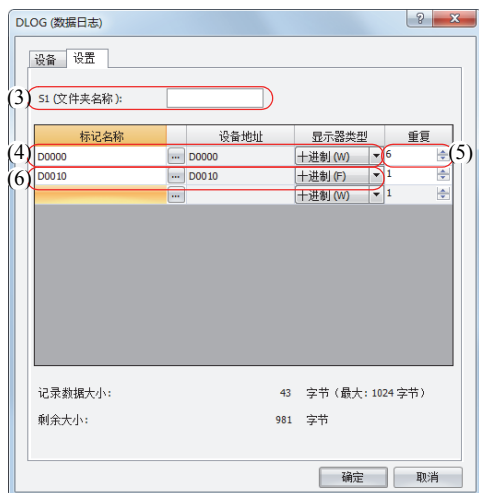 DLOG (数据日志)
设备 设置
(3) S1 (文件夹名称):
标记名称 设备地址 显示器类型 重复
(4) D0000 ... D0000 十进制(W) 6 (5)
(6) D0010 ... D0010 十进制(F) 1
... 十进制(W) 1
记录数据大小: 43 字节（最大: 1024 字节）
剩余大小: 981 字节
确定 取消